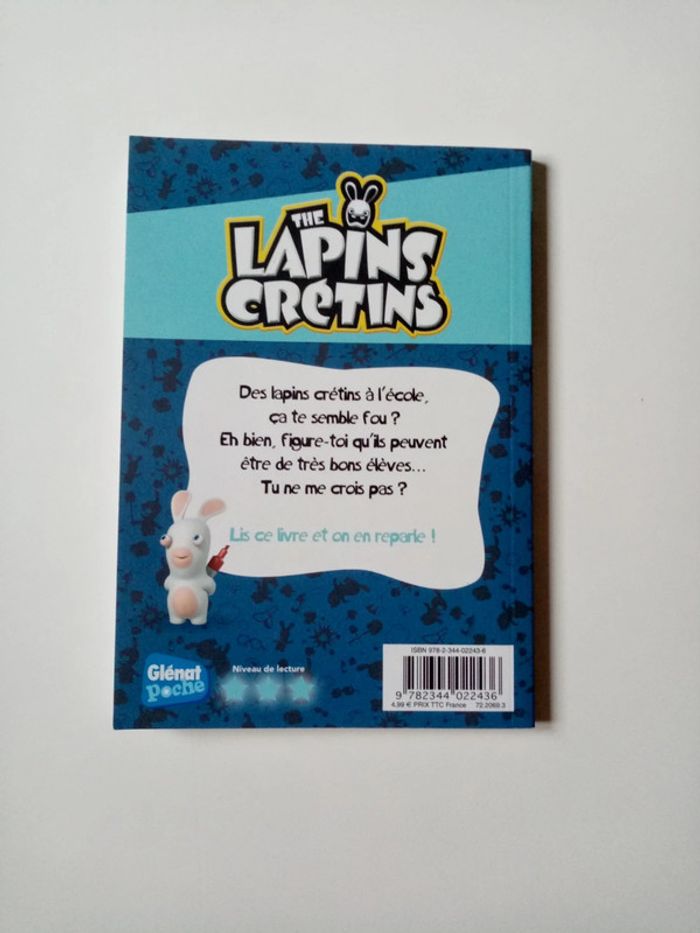 THE
LAPINS
CRÉTINS
Des lapins crétins à l'école,
ça te semble fou ?
Eh bien, figure-toi qu'ils peuvent
être de très bons élèves...
Tu ne me crois pas ?
Lis ce livre et on en reparle !
Glénat
poche
Niveau de lecture
ISBN 978-2-344-02243-6
9 782344 022436
4,99 € PRIX TTC France 72.2069.3